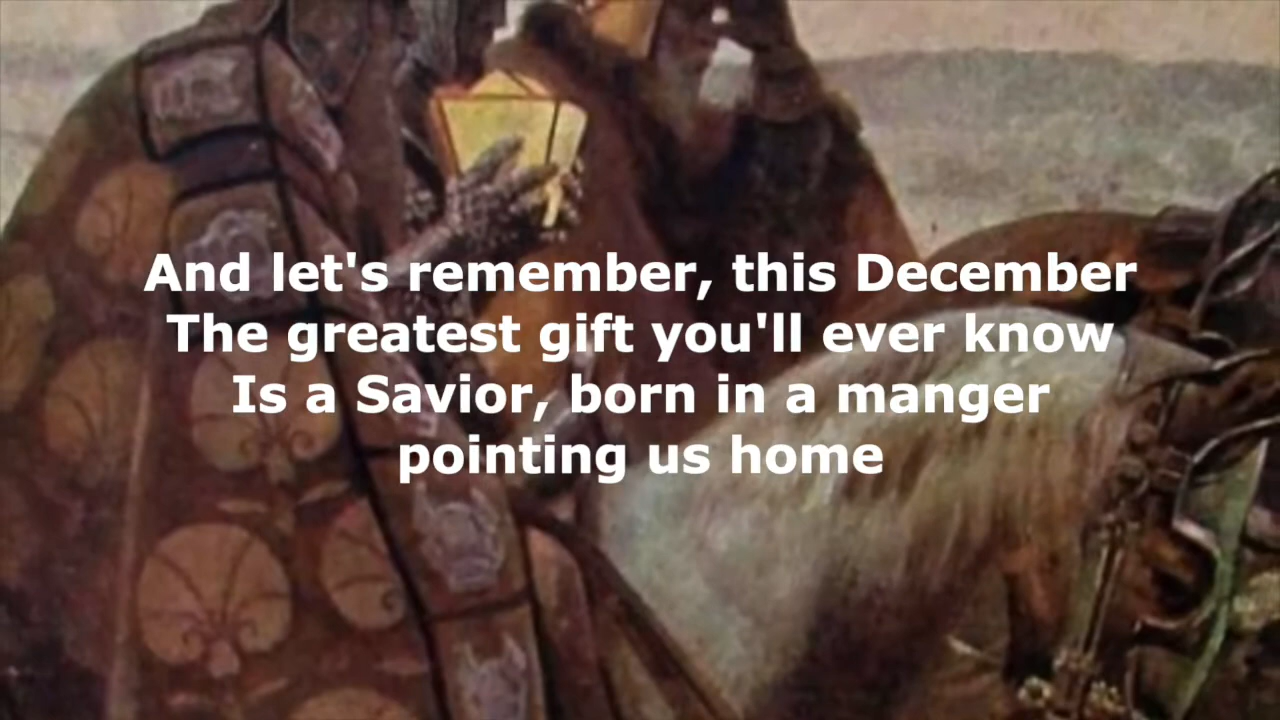 And let's remember, this December
The greatest gift you'll ever know
Is a Savior, born in a manger
pointing us home